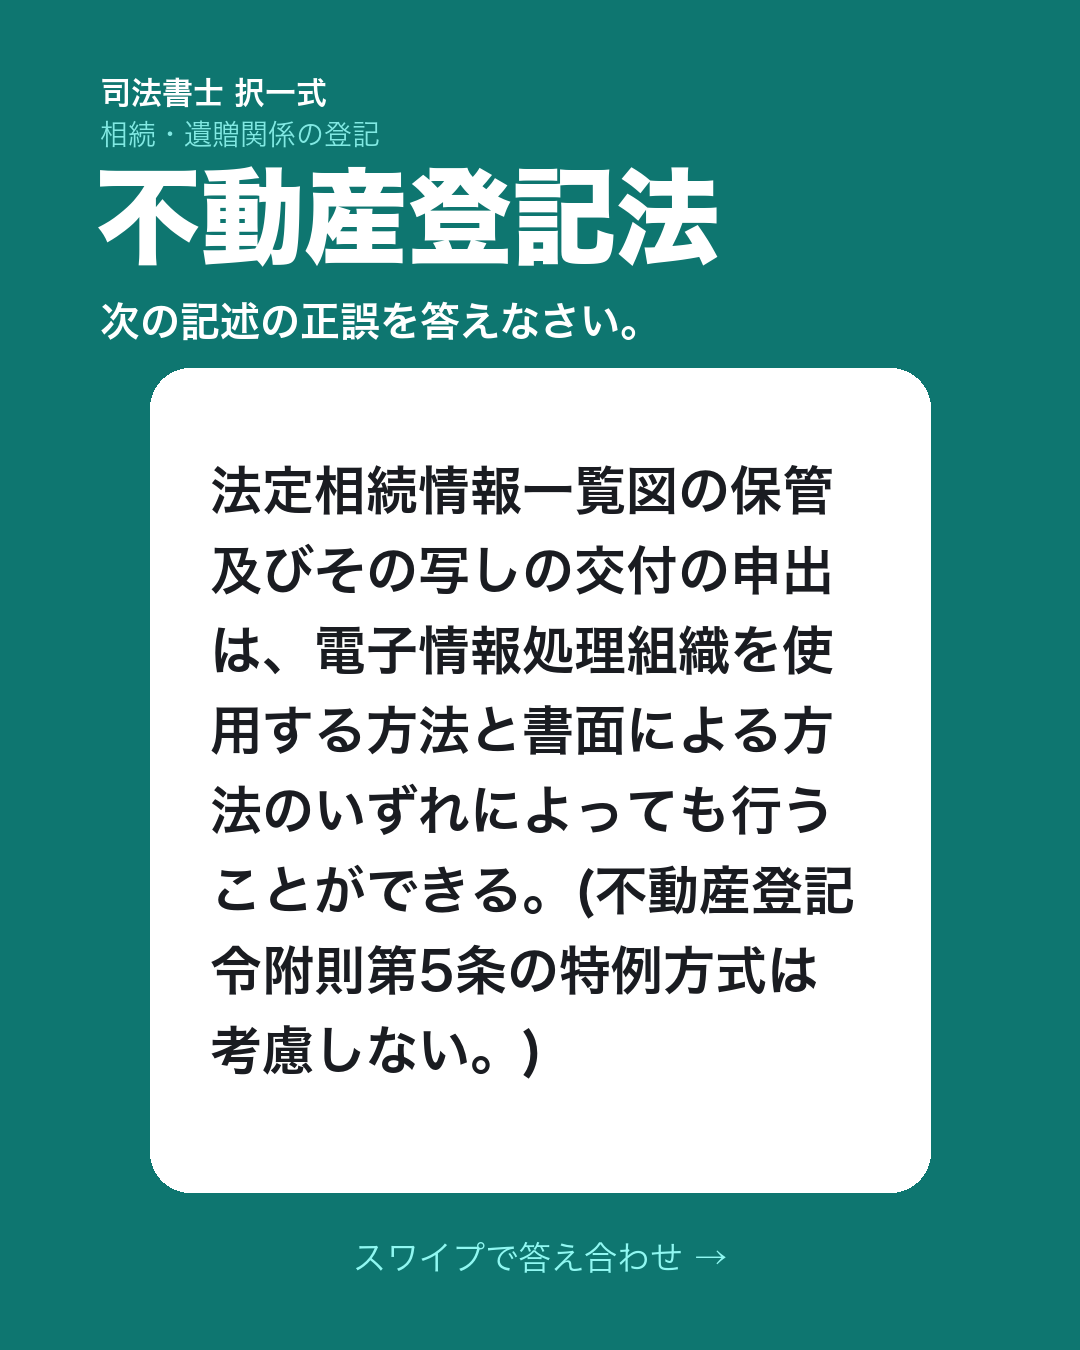 司法書士 択一式
相続・遺贈関係の登記
不動産登記法
次の記述の正誤を答えなさい。
法定相続情報一覧図の保管
及びその写しの交付の申出
は、電子情報処理組織を使
用する方法と書面による方
法のいずれによっても行う
ことができる。(不動産登記
令附則第5条の特例方式は
考慮しない。)
スワイプで答え合わせ →